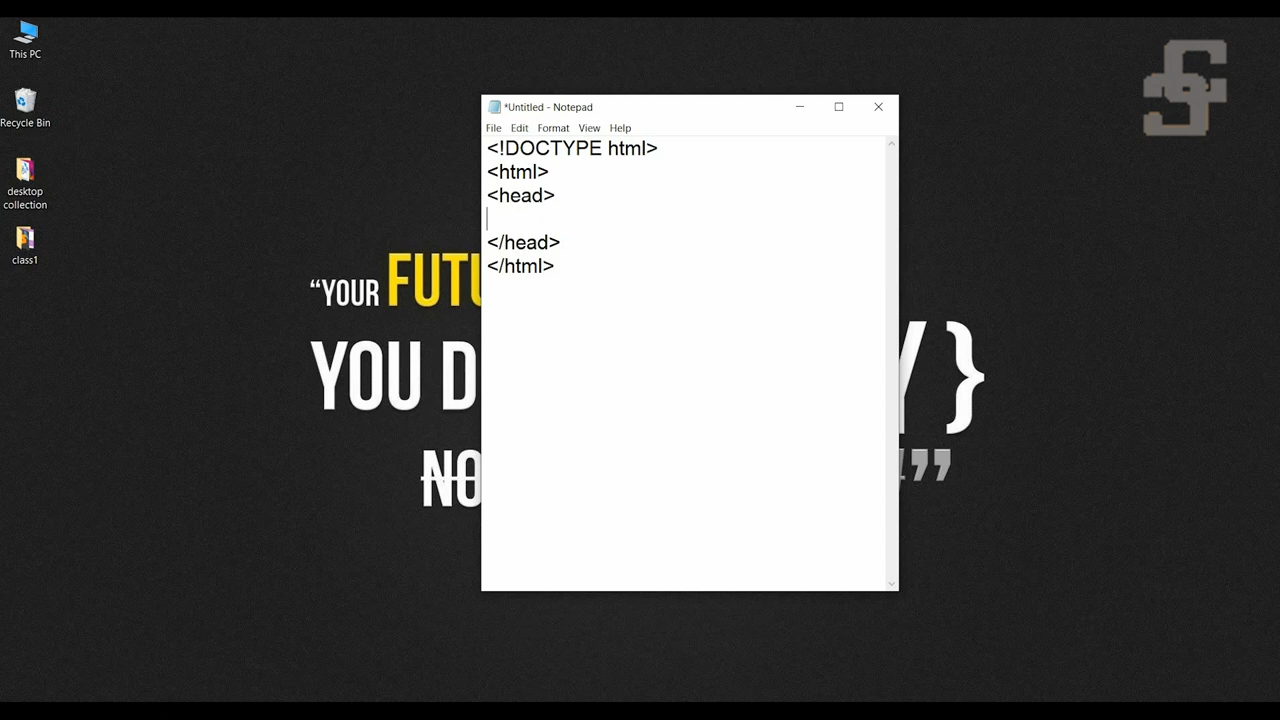 This PC
Recycle Bin
desktop
collection
class1
*Untitled - Notepad
File Edit Format View Help
<!DOCTYPE html>
<html>
<head>
</head>
</html>
“YOUR FUTU
YOU D
Y}
NO
”